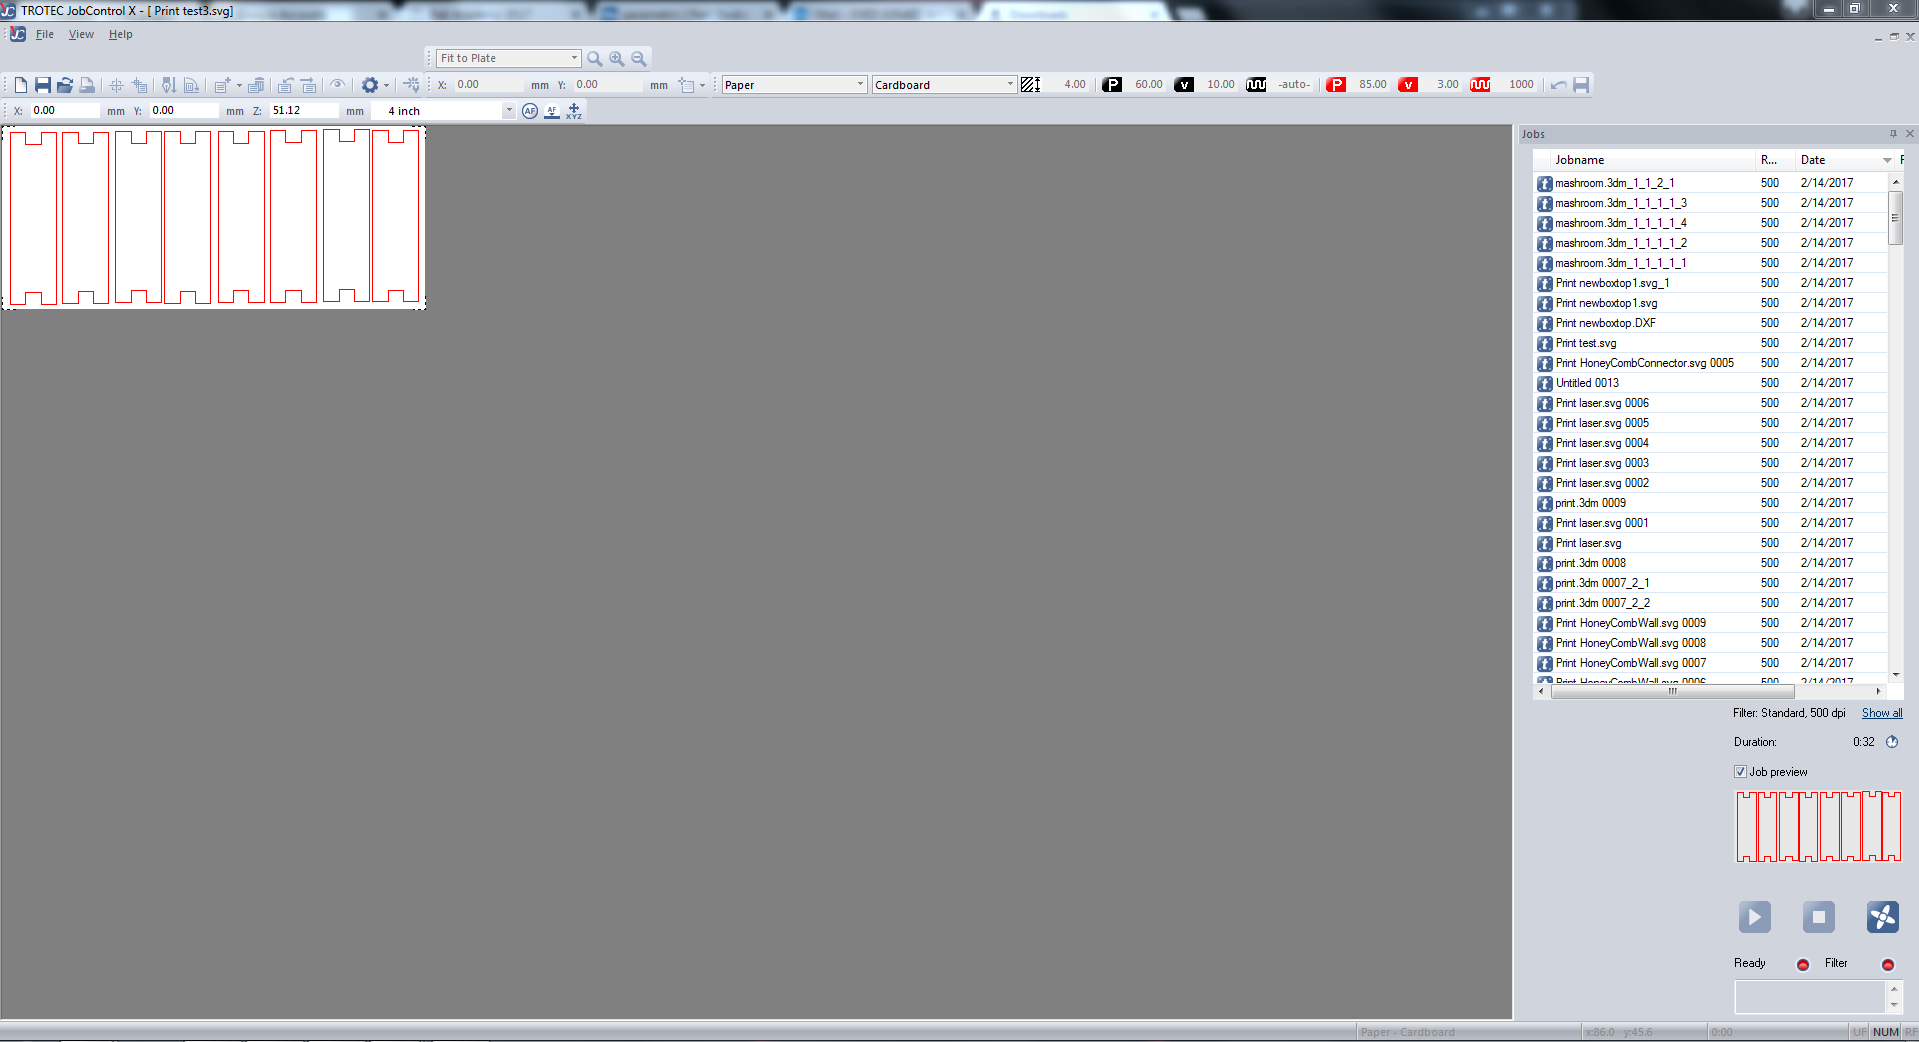 TROTEC JobControl X - [ Print test3.svg]
File View Help
Fit to Plate
X: 0.00 mm Y: 0.00 mm Paper Cardboard 4.00 P 60.00 v 10.00 -auto- P 85.00 v 3.00 1000
X: 0.00 mm Y: 0.00 mm Z: 51.12 mm 4 inch AF AF XYZ
Jobs
Jobname R... Date F
mashroom.3dm_1_1_2_1 500 2/14/2017
mashroom.3dm_1_1_1_1_3 500 2/14/2017
mashroom.3dm_1_1_1_1_4 500 2/14/2017
mashroom.3dm_1_1_1_1_2 500 2/14/2017
mashroom.3dm_1_1_1_1_1 500 2/14/2017
Print newboxtop1.svg_1 500 2/14/2017
Print newboxtop1.svg 500 2/14/2017
Print newboxtop.DXF 500 2/14/2017
Print test.svg 500 2/14/2017
Print HoneyCombConnector.svg 0005 500 2/14/2017
Untitled 0013 500 2/14/2017
Print laser.svg 0006 500 2/14/2017
Print laser.svg 0005 500 2/14/2017
Print laser.svg 0004 500 2/14/2017
Print laser.svg 0003 500 2/14/2017
Print laser.svg 0002 500 2/14/2017
print.3dm 0009 500 2/14/2017
Print laser.svg 0001 500 2/14/2017
Print laser.svg 500 2/14/2017
print.3dm 0008 500 2/14/2017
print.3dm 0007_2_1 500 2/14/2017
print.3dm 0007_2_2 500 2/14/2017
Print HoneyCombWall.svg 0009 500 2/14/2017
Print HoneyCombWall.svg 0008 500 2/14/2017
Print HoneyCombWall.svg 0007 500 2/14/2017
Print HoneyCombWall.svg 0006 500 2/14/2017
Filter: Standard, 500 dpi Show all
Duration: 0:32
Job preview
Ready Filter
Paper - Cardboard x:86.0 y:45.6 0:00 UF NUM RF